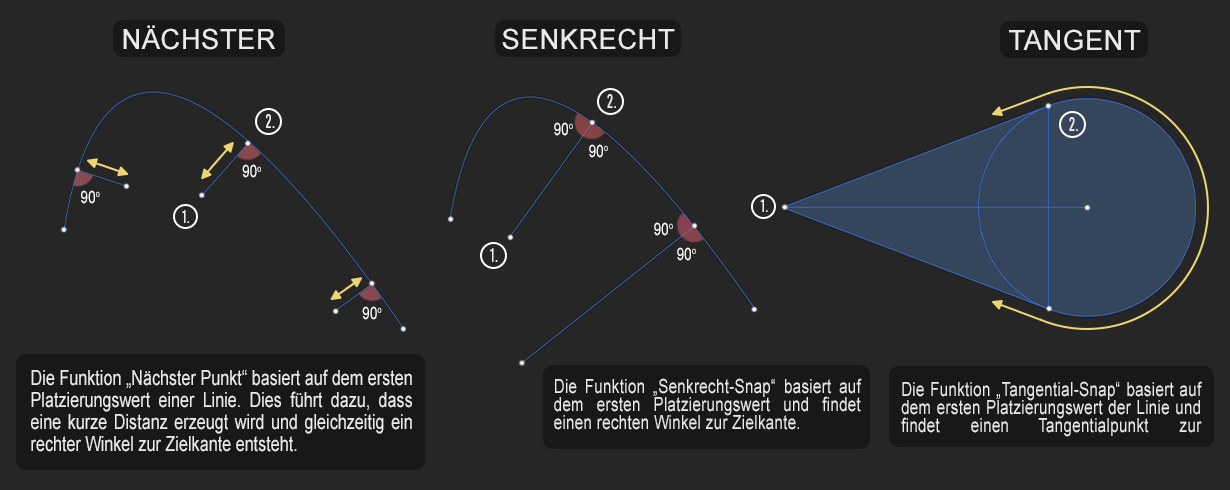 NÄCHSTER
2.
90°
90°
1.
90°
Die Funktion „Nächster Punkt“ basiert auf dem ersten
Platzierungswert einer Linie. Dies führt dazu, dass
eine kurze Distanz erzeugt wird und gleichzeitig ein
rechter Winkel zur Zielkante entsteht.
SENKRECHT
2.
90°
90°
1.
90°
90°
Die Funktion „Senkrecht-Snap“ basiert auf
dem ersten Platzierungswert und findet
einen rechten Winkel zur Zielkante.
TANGENT
2.
1.
Die Funktion „Tangential-Snap“ basiert auf
dem ersten Platzierungswert der Linie und
findet einen Tangentialpunkt zur